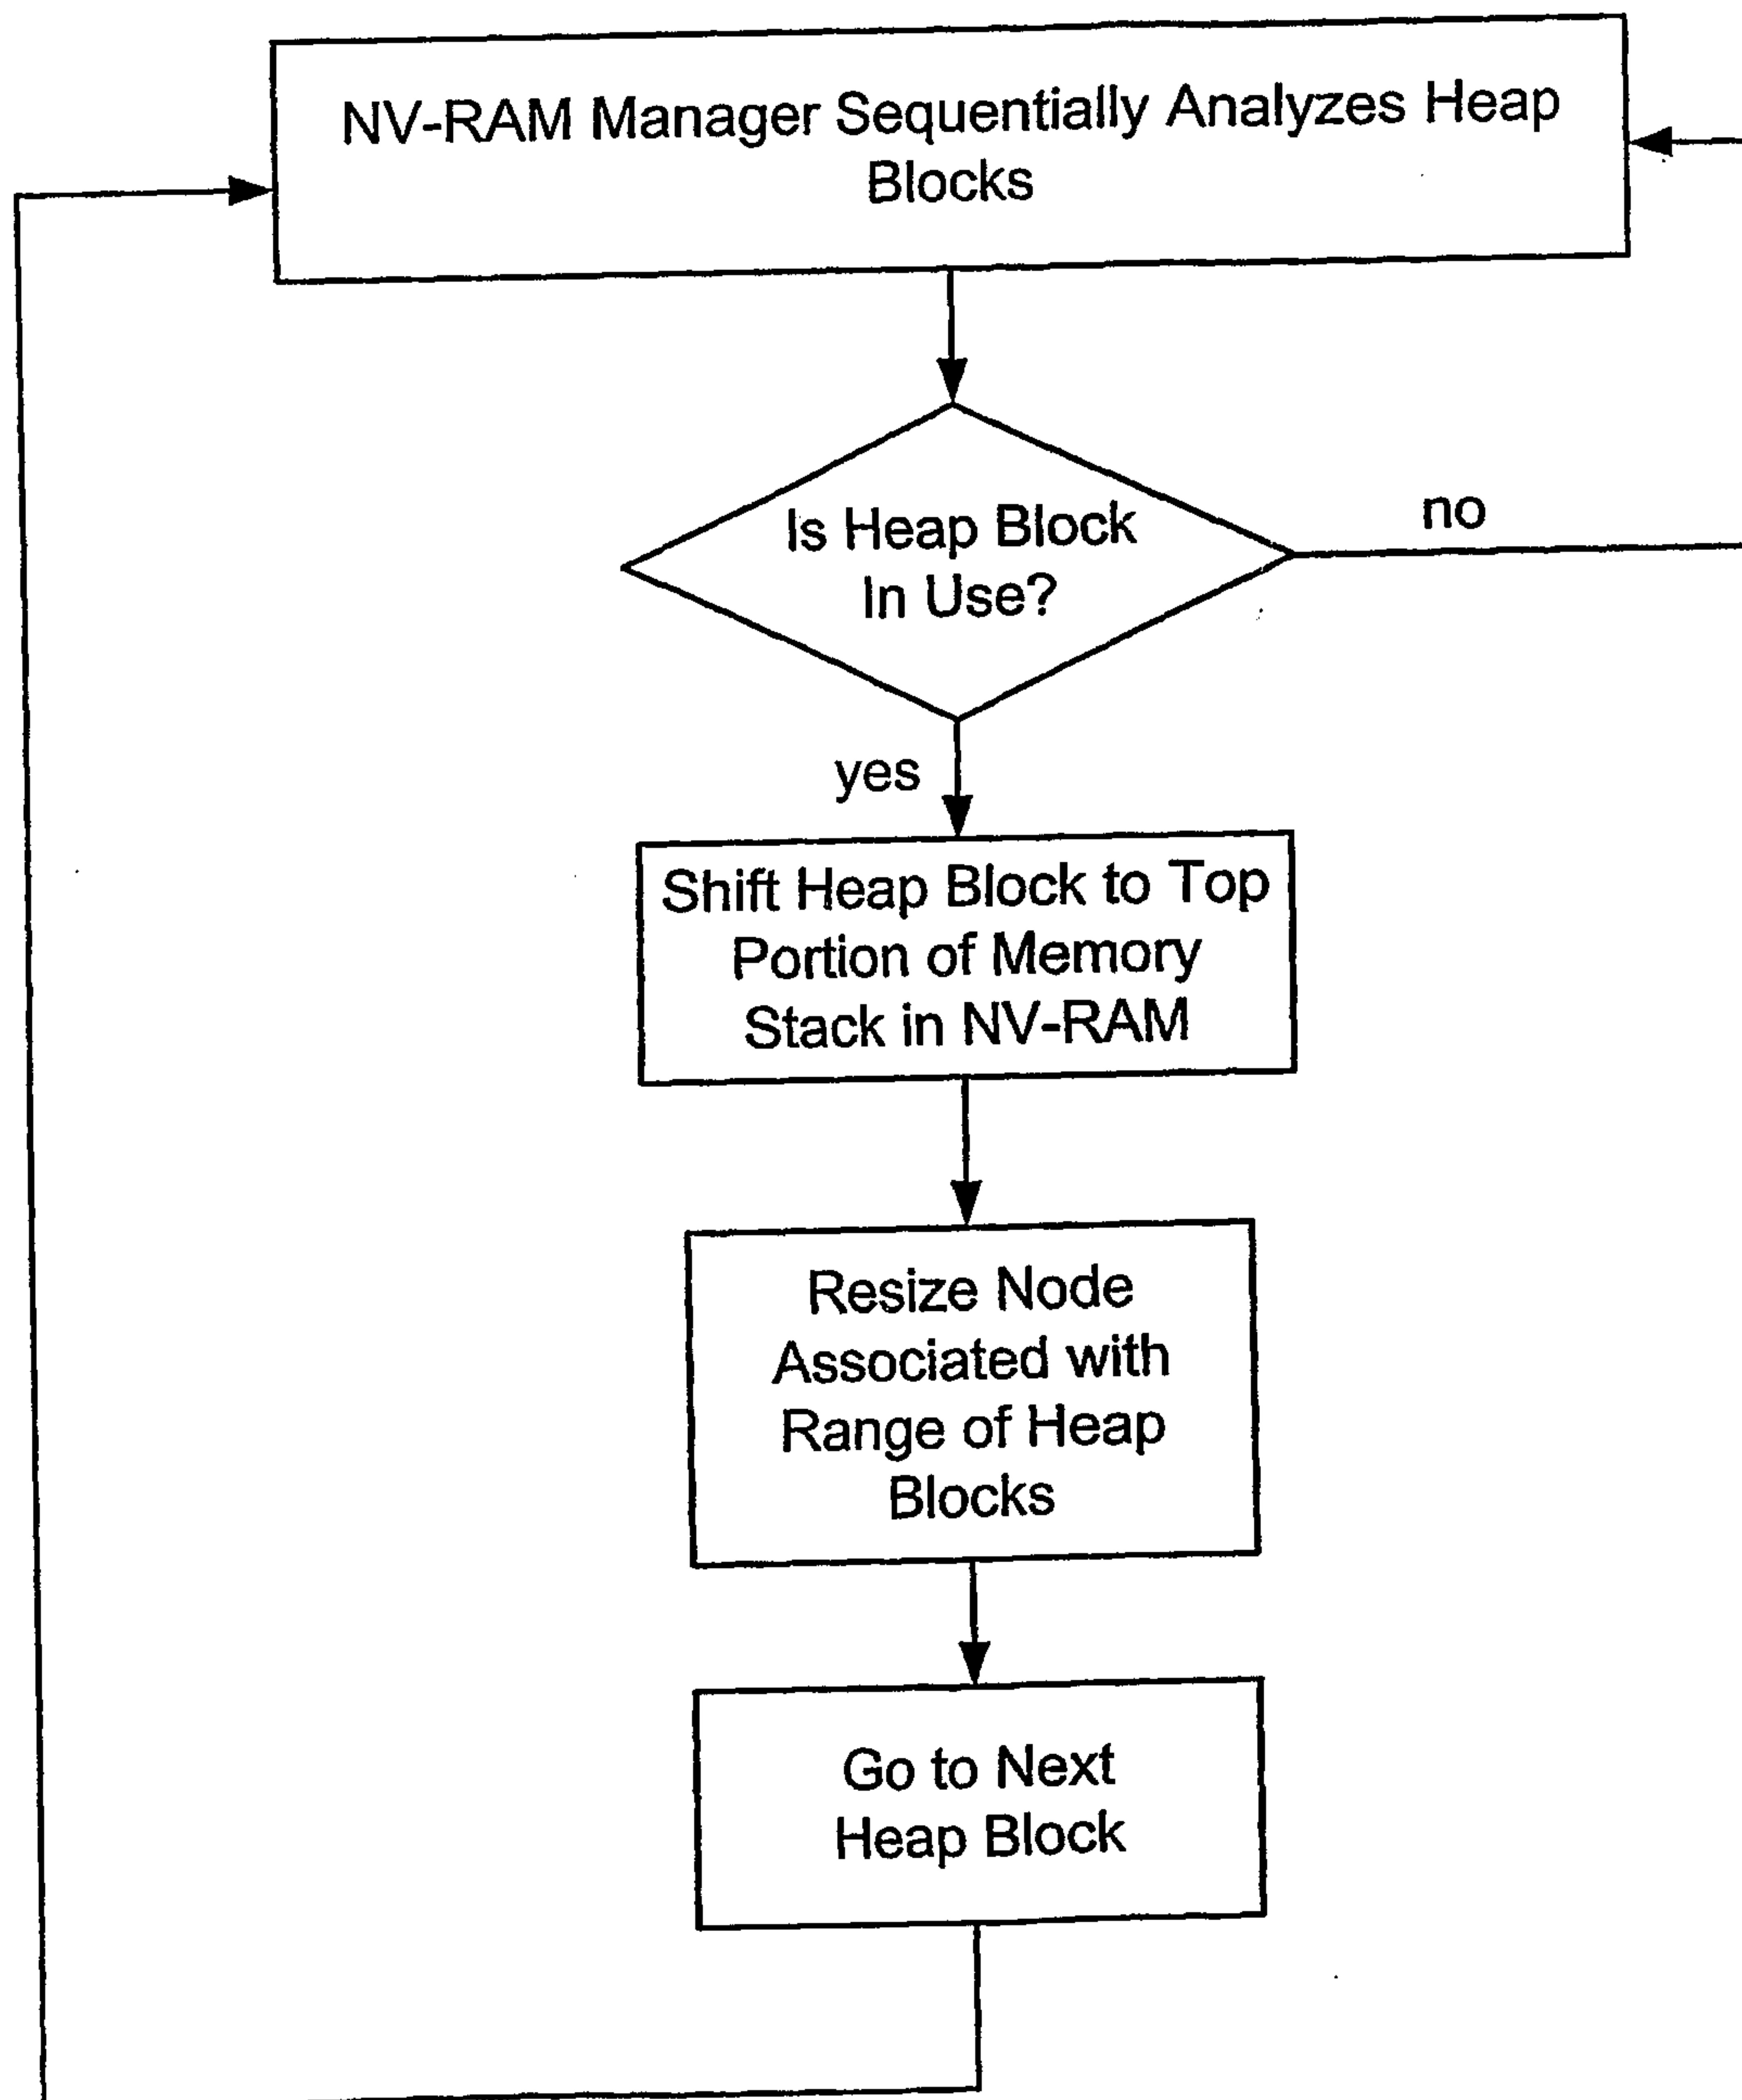 NV-RAM Manager Sequentially Analyzes Heap
Blocks
Is Heap Block
In Use?
no
yes
Shift Heap Block to Top
Portion of Memory
Stack in NV-RAM
Resize Node
Associated with
Range of Heap
Blocks
Go to Next
Heap Block